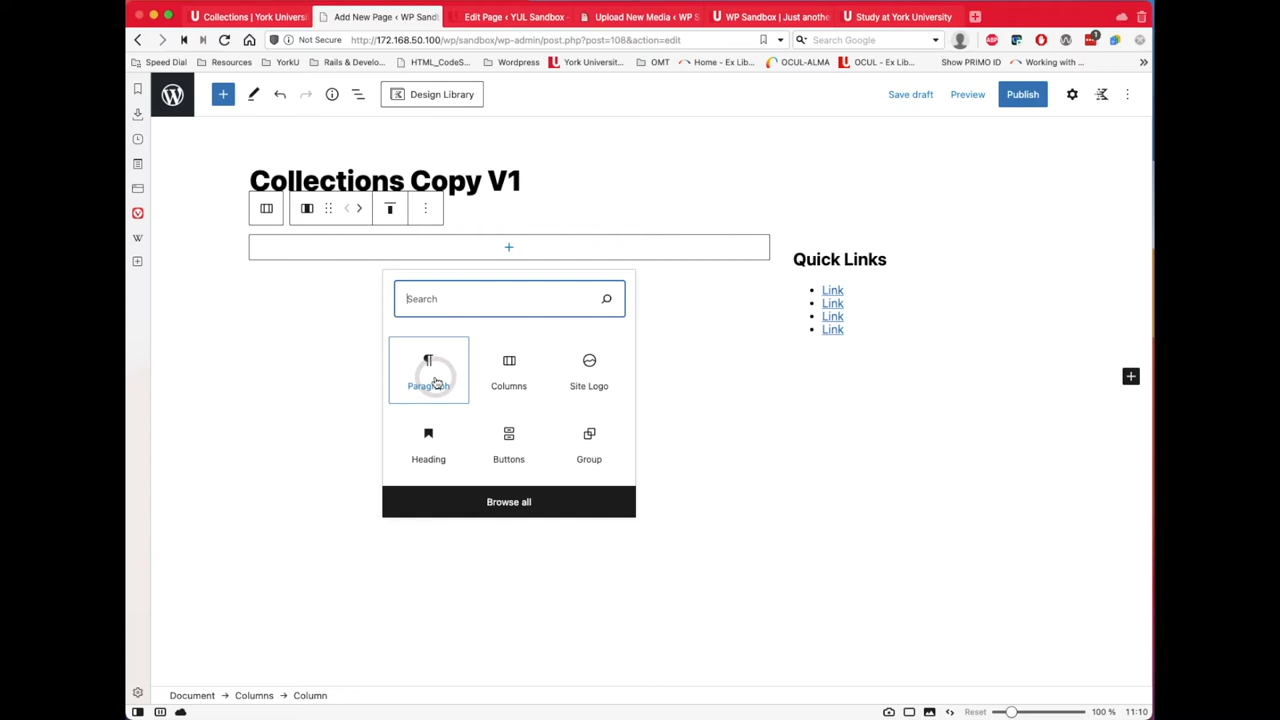 Collections | York Univers
Add New Page ‹ WP Sandl
Edit Page ‹ YUL Sandbox -
Upload New Media ‹ WP S
WP Sandbox | Just anothe
Study at York University
Not Secure
http://172.168.50.100/wp/sandbox/wp-admin/post.php?post=108&action=edit
Search Google
ABP
1
Speed Dial
Resources
YorkU
Rails & Develo...
HTML_CodeS...
Wordpress
York Universit...
OMT
Home - Ex Lib...
OCUL-ALMA
OCUL - Ex Lib...
Show PRIMO ID
Working with ...
Design Library
Save draft
Preview
Publish
Collections Copy V1
Quick Links
Link
Link
Link
Link
Search
Paragraph
Columns
Site Logo
Heading
Buttons
Group
Browse all
Document → Columns → Column
Reset
100 %
11:10